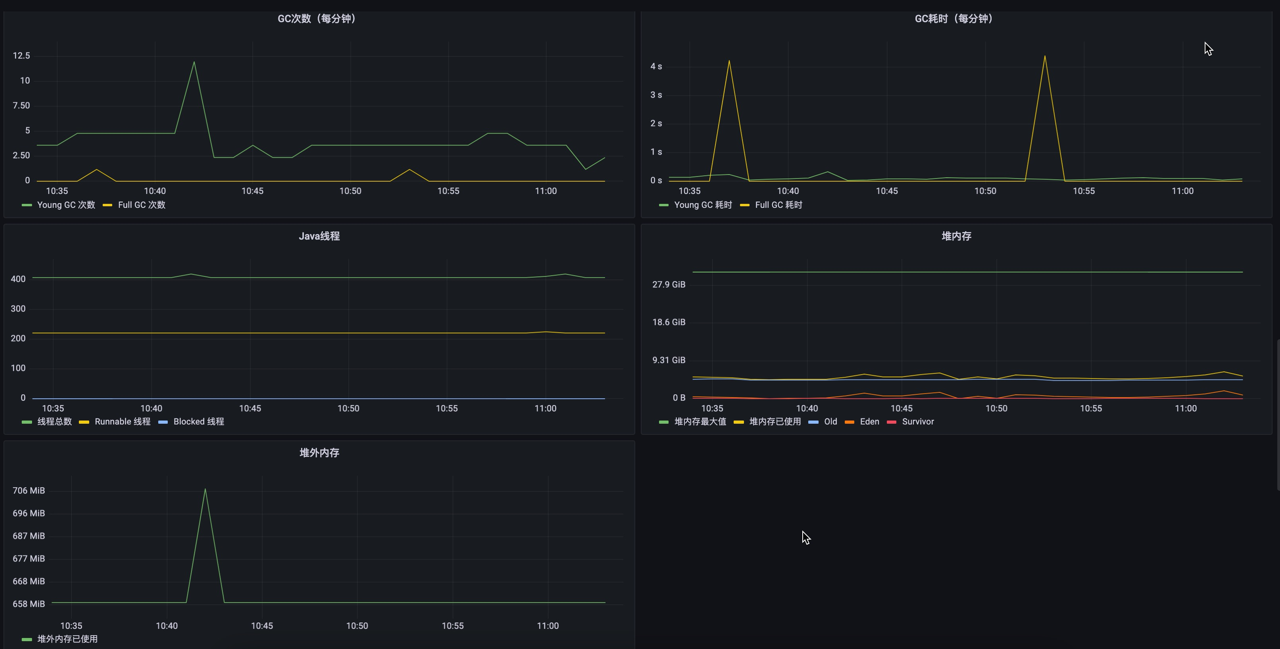 GC次数（每分钟）
12.5
10
7.50
5
2.50
0
10:35 10:40 10:45 10:50 10:55 11:00
Young GC 次数 Full GC 次数
GC耗时（每分钟）
4 s
3 s
2 s
1 s
0 s
10:35 10:40 10:45 10:50 10:55 11:00
Young GC 耗时 Full GC 耗时
Java线程
400
300
200
100
0
10:35 10:40 10:45 10:50 10:55 11:00
线程总数 Runnable 线程 Blocked 线程
堆内存
27.9 GiB
18.6 GiB
9.31 GiB
0 B
10:35 10:40 10:45 10:50 10:55 11:00
堆内存最大值 堆内存已使用 Old Eden Survivor
堆外内存
706 MiB
696 MiB
687 MiB
677 MiB
668 MiB
658 MiB
10:35 10:40 10:45 10:50 10:55 11:00
堆外内存已使用